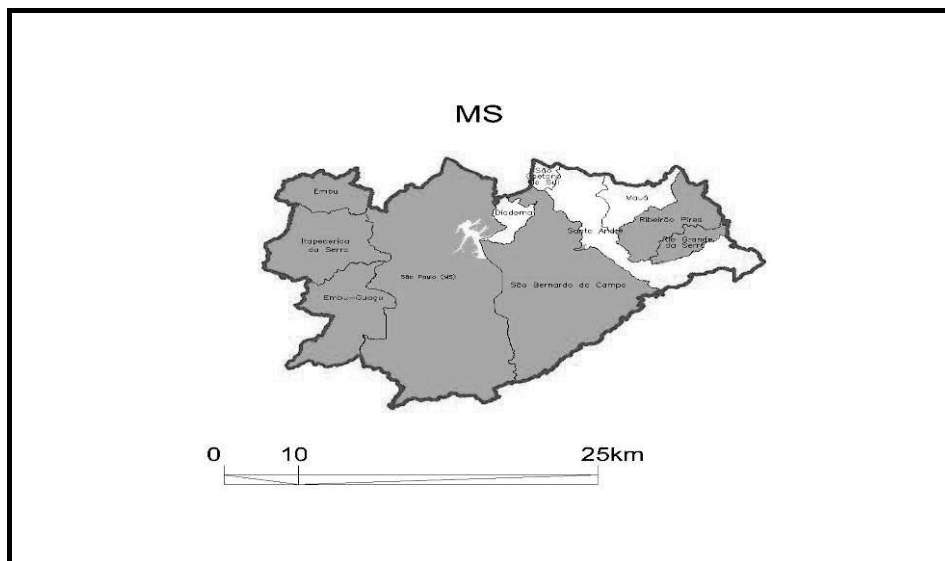 MS
São
Caetano
do Sul
Embu
Mauá
Diadema
Ribeirão Pires
Santo André
Itapecerica
da Serra
Rio Grande
da Serra
São Paulo (MS)
São Bernardo do Campo
Embu-Guaçu
0 10 25km